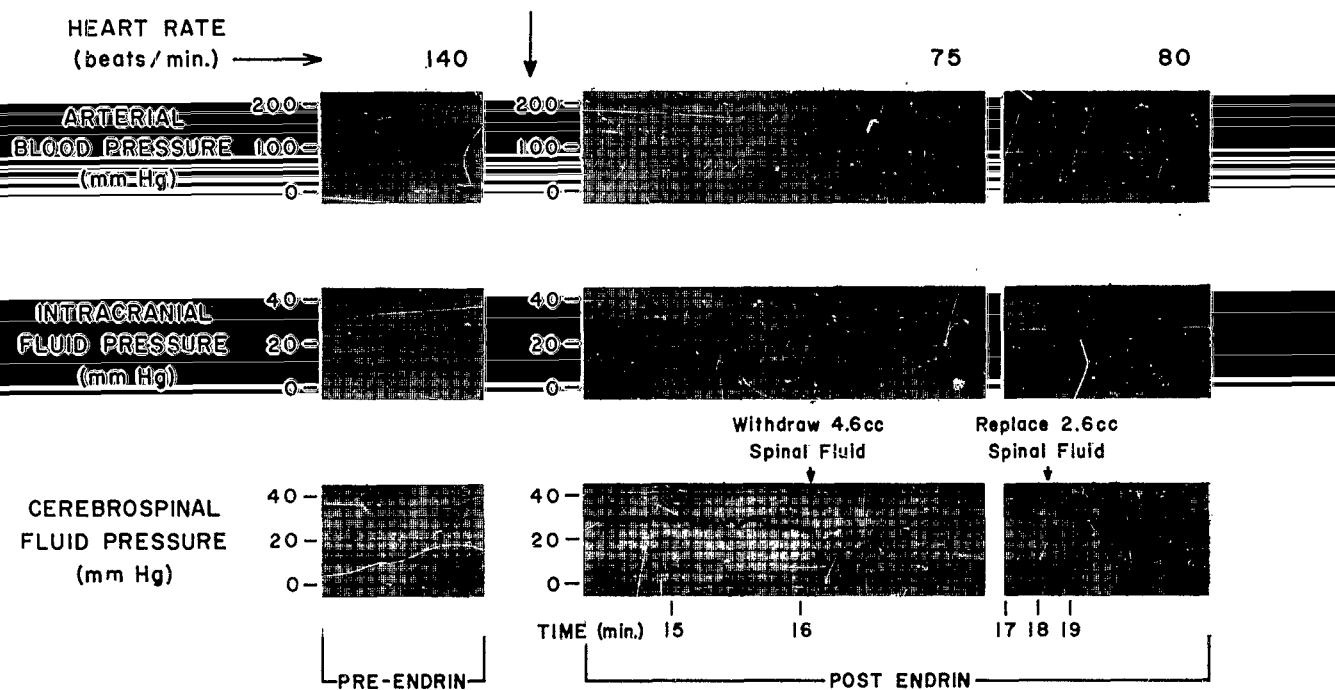 HEART RATE
(beats/min.)
140
75
80
ARTERIAL
BLOOD PRESSURE
(mm Hg)
200
100
0
200
100
0
INTRACRANIAL
FLUID PRESSURE
(mm Hg)
40
20
0
40
20
0
Withdraw 4.6cc
Spinal Fluid
Replace 2.6cc
Spinal Fluid
CEREBROSPINAL
FLUID PRESSURE
(mm Hg)
40
20
0
40
20
0
TIME (min.) 15 16 17 18 19
PRE-ENDRIN
POST ENDRIN